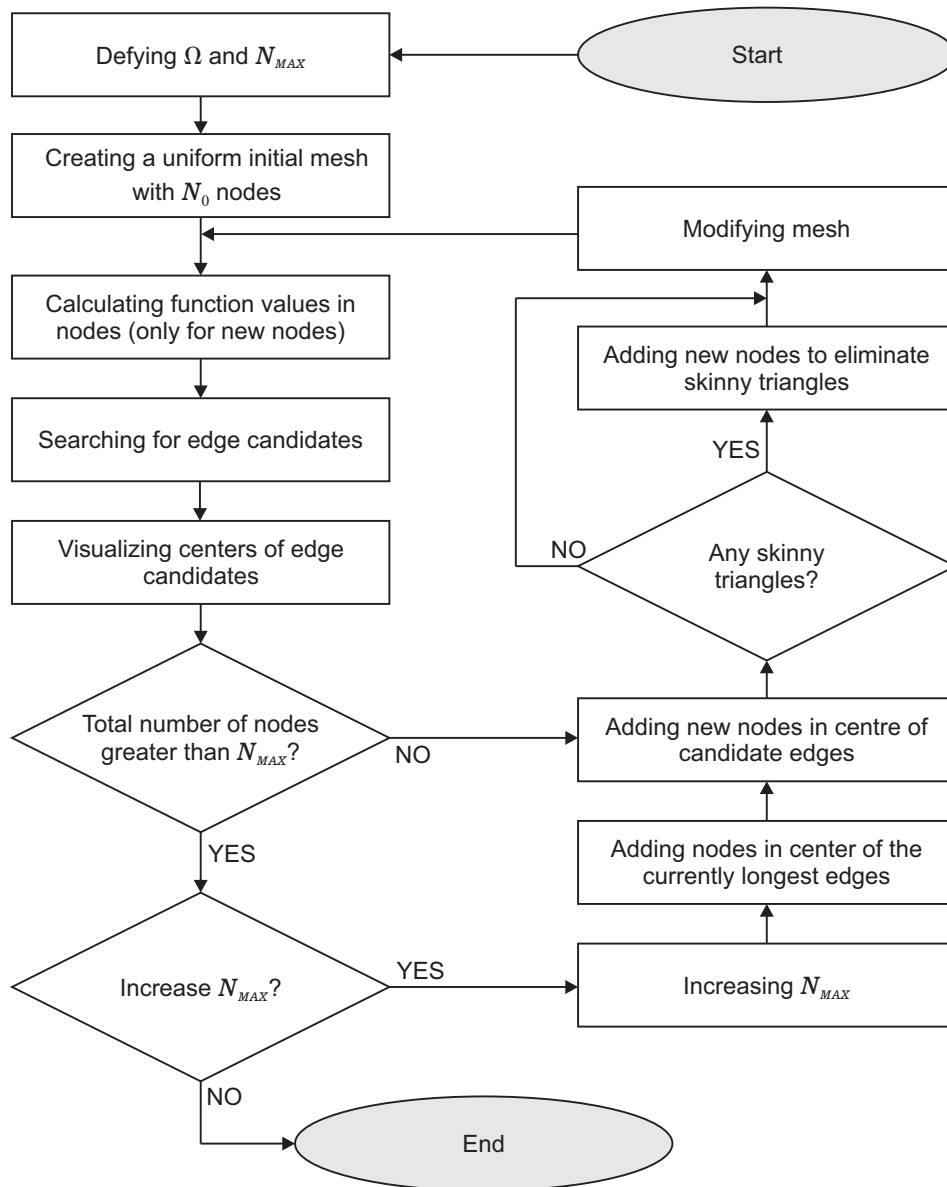 Start
Defying Ω and N_MAX
Creating a uniform initial mesh
with N_0 nodes
Calculating function values in
nodes (only for new nodes)
Searching for edge candidates
Visualizing centers of edge
candidates
Total number of nodes
greater than N_MAX?
NO
YES
Increase N_MAX?
YES
NO
End
Increasing N_MAX
Adding nodes in center of the
currently longest edges
Adding new nodes in centre of
candidate edges
Any skinny
triangles?
NO
YES
Adding new nodes to eliminate
skinny triangles
Modifying mesh